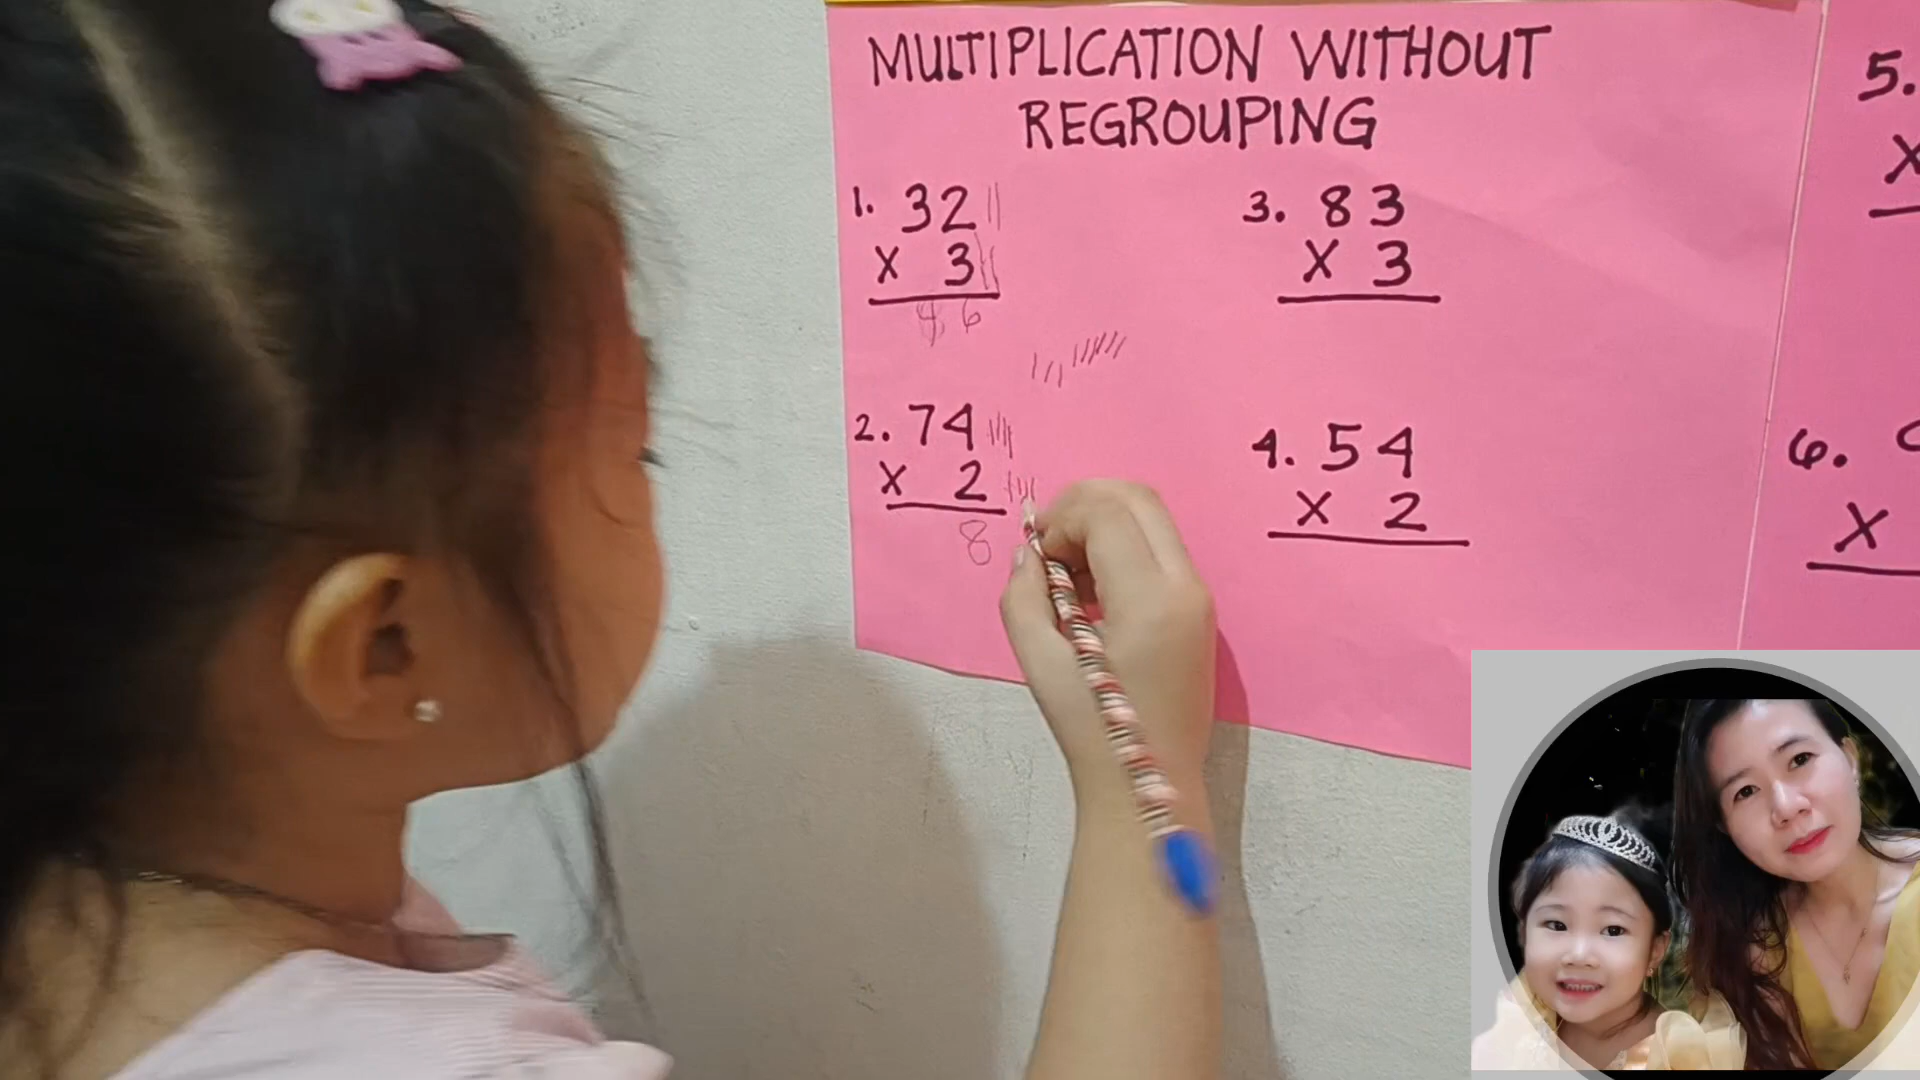 MULTIPLICATION WITHOUT
REGROUPING
1. 32
X 3
96
2. 74
X 2
8
3. 83
X 3
4. 54
X 2
5.
X
6.
X